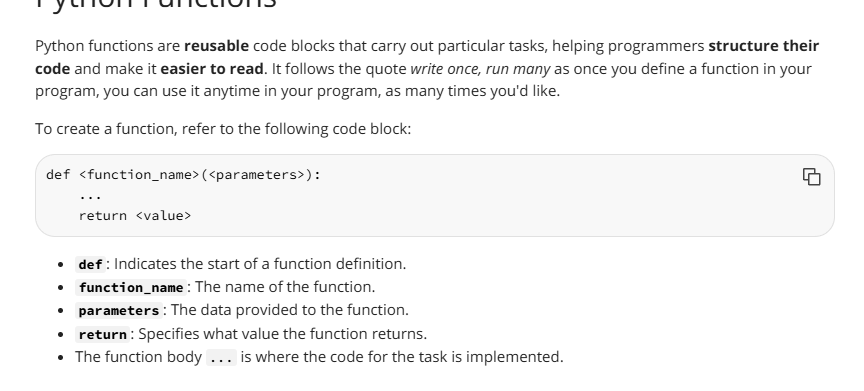 Python Functions
Python functions are reusable code blocks that carry out particular tasks, helping programmers structure their
code and make it easier to read. It follows the quote write once, run many as once you define a function in your
program, you can use it anytime in your program, as many times you'd like.
To create a function, refer to the following code block:
def <function_name>(<parameters>):
    ...
    return <value>
def: Indicates the start of a function definition.
function_name: The name of the function.
parameters: The data provided to the function.
return: Specifies what value the function returns.
The function body ... is where the code for the task is implemented.